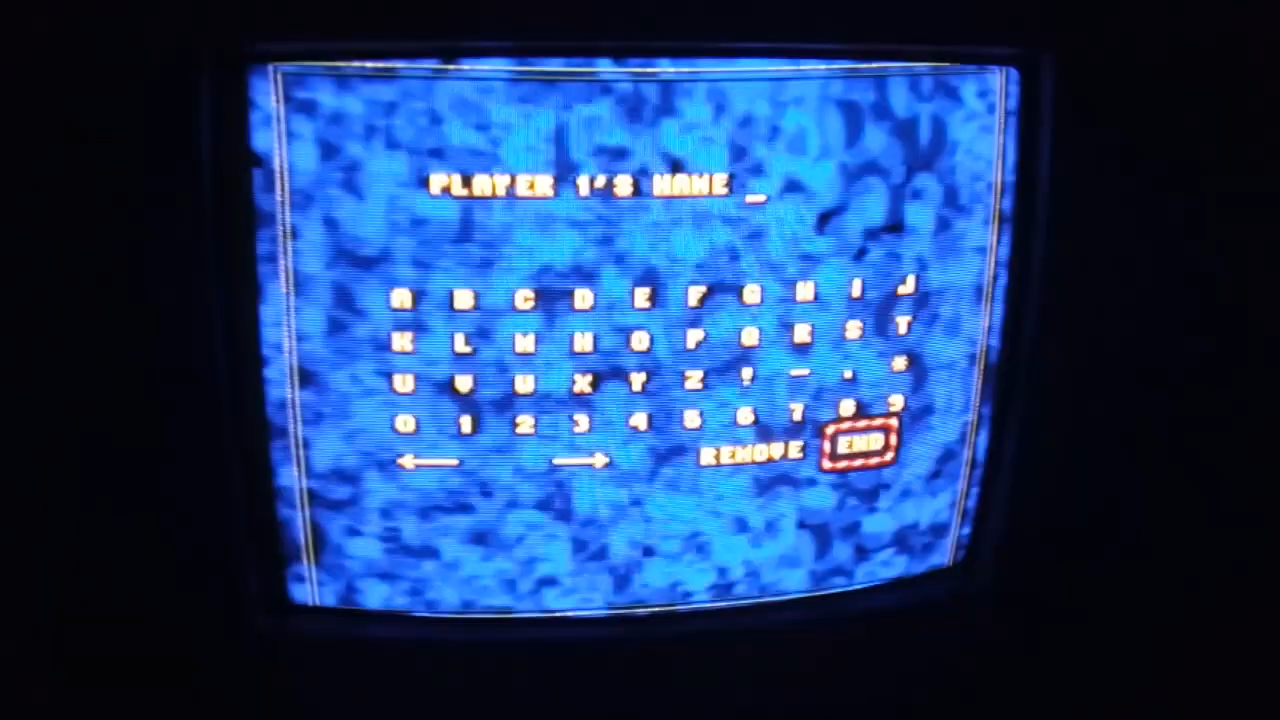 PLAYER 1'S NAME _
A B C D E F G H I J
K L M N O P Q R S T
U V W X Y Z ! - . *
0 1 2 3 4 5 6 7 8 9
← → REMOVE END